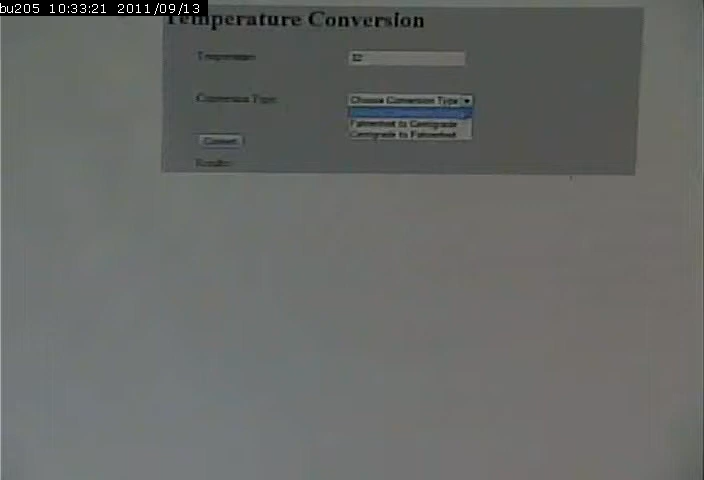 bu205 10:33:21 2011/09/13
Temperature Conversion
Temperature:
Conversion Type:
Choose Conversion Type
Fahrenheit to Centigrade
Centigrade to Fahrenheit
Convert
Results: